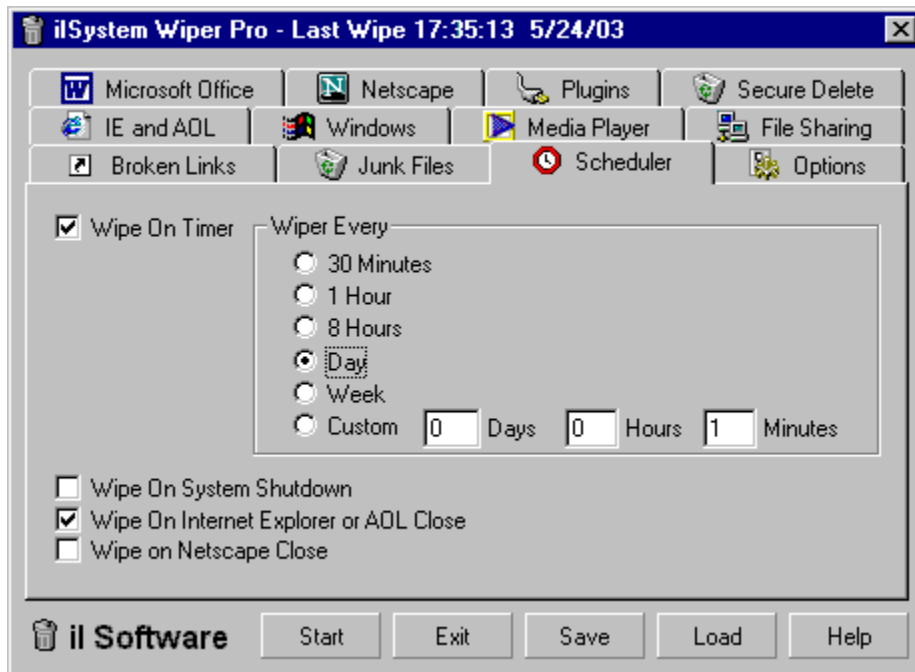 ilSystem Wiper Pro - Last Wipe 17:35:13 5/24/03
Microsoft Office Netscape Plugins Secure Delete
IE and AOL Windows Media Player File Sharing
Broken Links Junk Files Scheduler Options
Wipe On Timer Wiper Every
30 Minutes
1 Hour
8 Hours
Day
Week
Custom 0 Days 0 Hours 1 Minutes
Wipe On System Shutdown
Wipe On Internet Explorer or AOL Close
Wipe on Netscape Close
il Software Start Exit Save Load Help